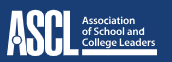 ASCL
Association
of School and
College Leaders